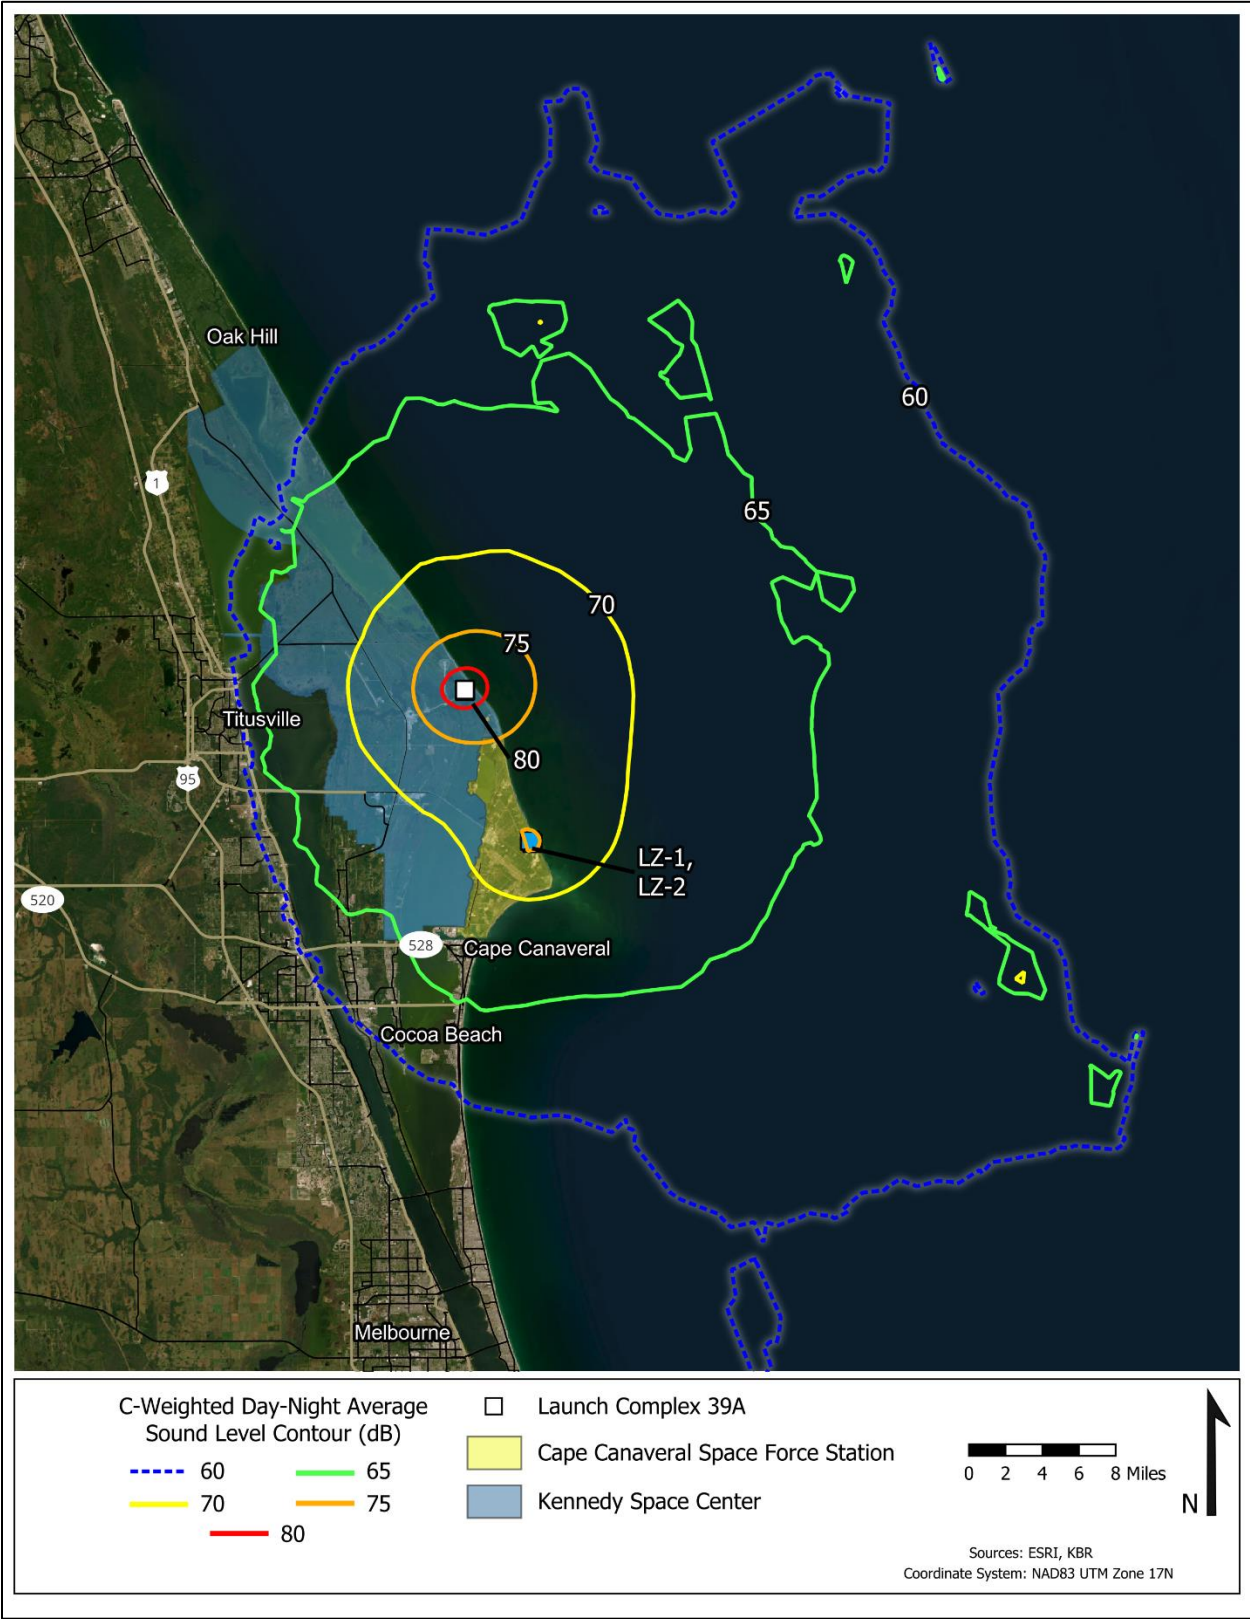 Oak Hill
60
1
65
70
75
Titusville
80
95
LZ-1,
LZ-2
520
528
Cape Canaveral
Cocoa Beach
Melbourne
C-Weighted Day-Night Average
Sound Level Contour (dB)
60
65
70
75
80
Launch Complex 39A
Cape Canaveral Space Force Station
Kennedy Space Center
0 2 4 6 8 Miles
N
Sources: ESRI, KBR
Coordinate System: NAD83 UTM Zone 17N